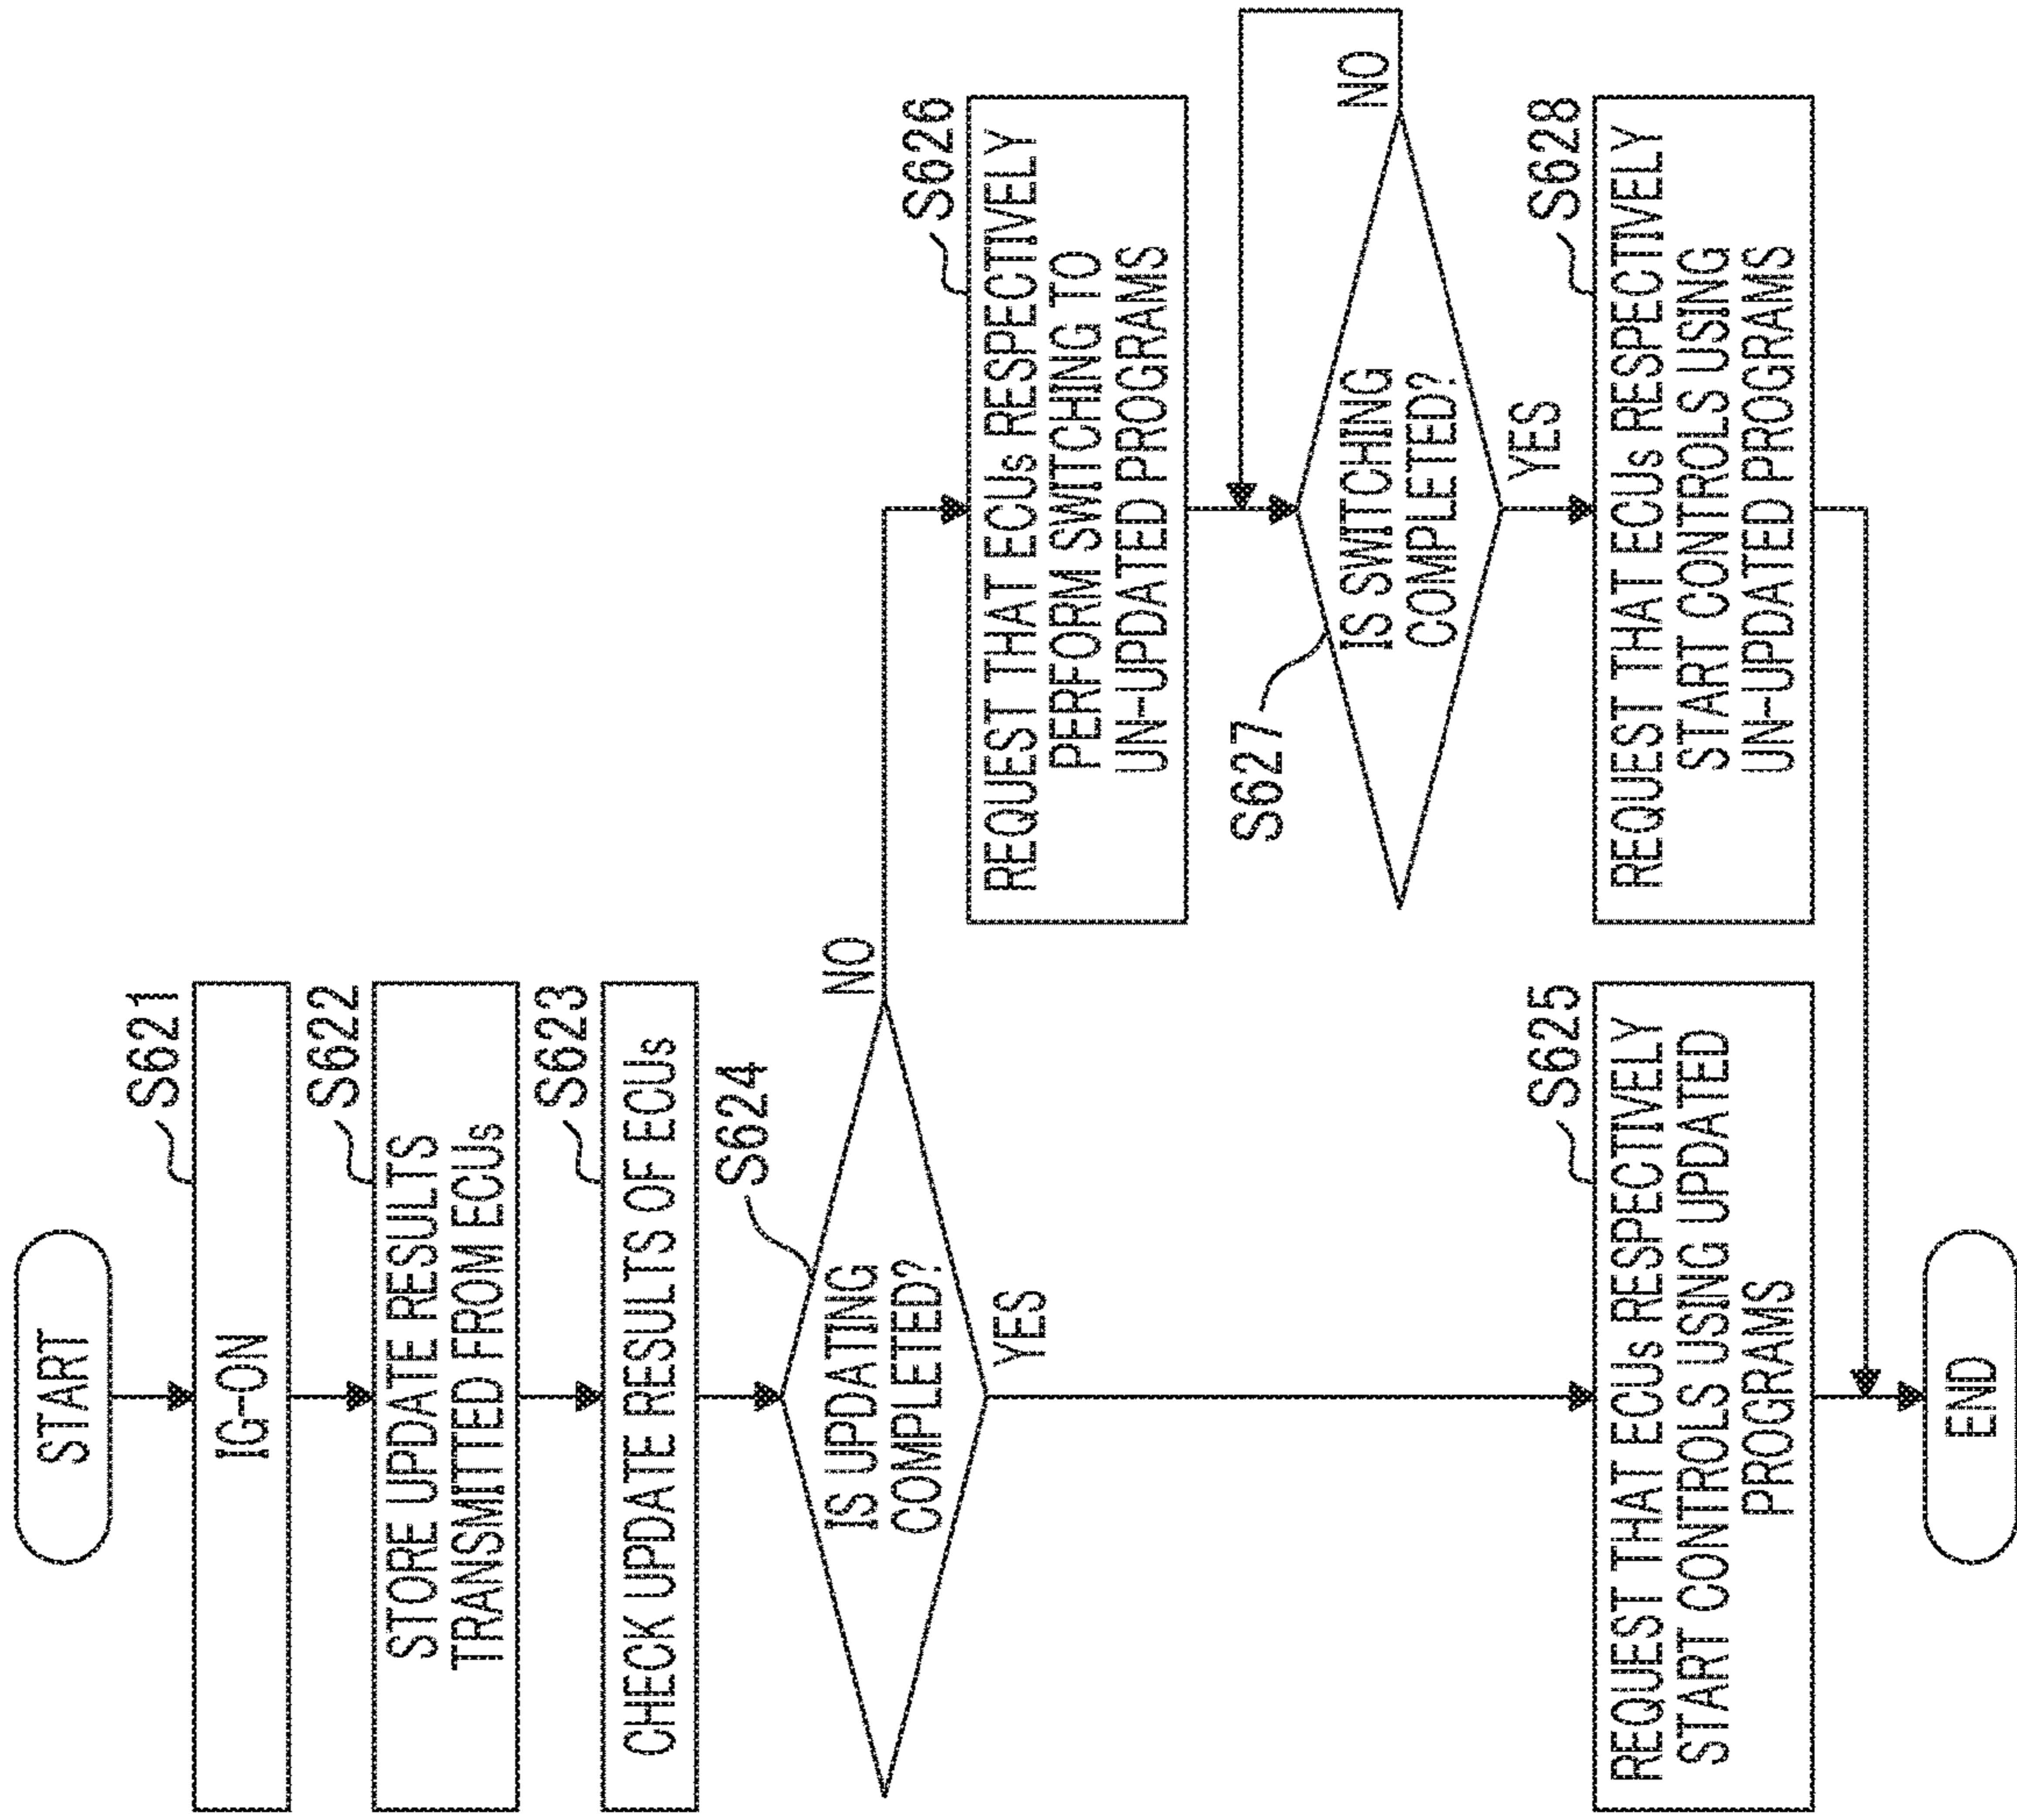 START
S621
IG-ON
S622
STORE UPDATE RESULTS
TRANSMITTED FROM ECUs
S623
CHECK UPDATE RESULTS OF ECUs
S624
IS UPDATING
COMPLETED?
NO
YES
S625
REQUEST THAT ECUs RESPECTIVELY
START CONTROLS USING UPDATED
PROGRAMS
S626
REQUEST THAT ECUs RESPECTIVELY
PERFORM SWITCHING TO
UN-UPDATED PROGRAMS
S627
IS SWITCHING
COMPLETED?
NO
YES
S628
REQUEST THAT ECUs RESPECTIVELY
START CONTROLS USING
UN-UPDATED PROGRAMS
END